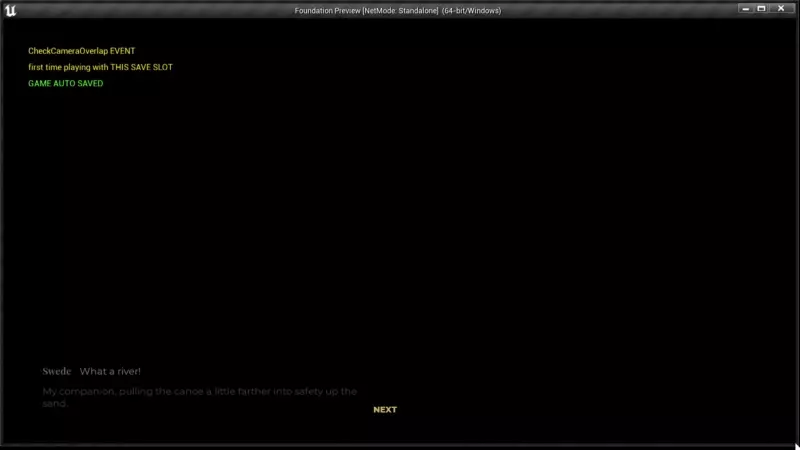 Foundation Preview [NetMode: Standalone] (64-bit/Windows)
CheckCameraOverlap EVENT
first time playing with THIS SAVE SLOT
GAME AUTO SAVED
Swede What a river!
My companion, pulling the canoe a little farther into safety up the
sand.
NEXT